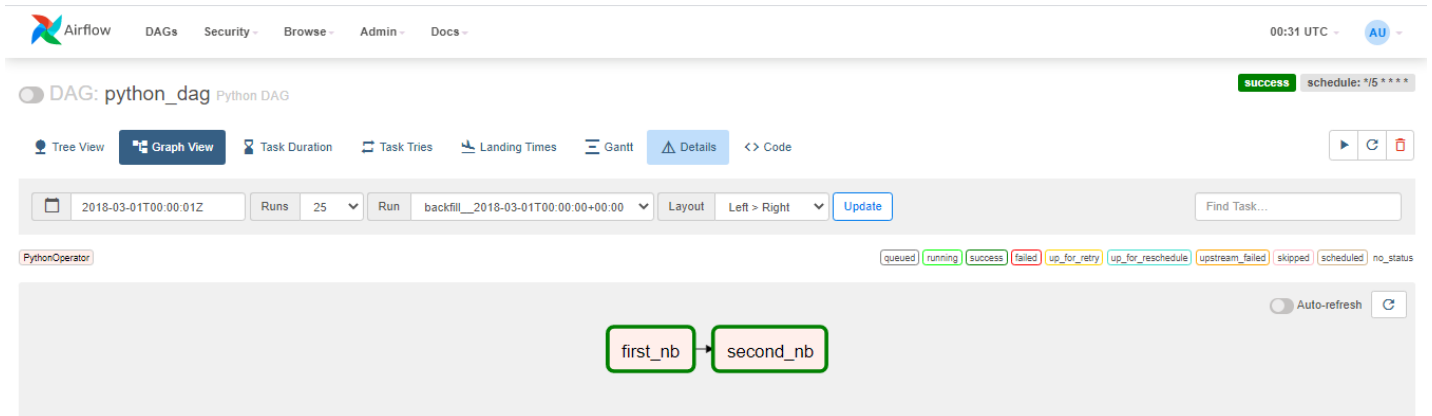 Airflow DAGs Security Browse Admin Docs 00:31 UTC AU
DAG: python_dag Python DAG success schedule: */5 * * * *
Tree View Graph View Task Duration Task Tries Landing Times Gantt Details <> Code
2018-03-01T00:00:01Z Runs 25 Run backfill__2018-03-01T00:00:00+00:00 Layout Left > Right Update Find Task...
PythonOperator queued running success failed up_for_retry up_for_reschedule upstream_failed skipped scheduled no_status
Auto-refresh
first_nb second_nb